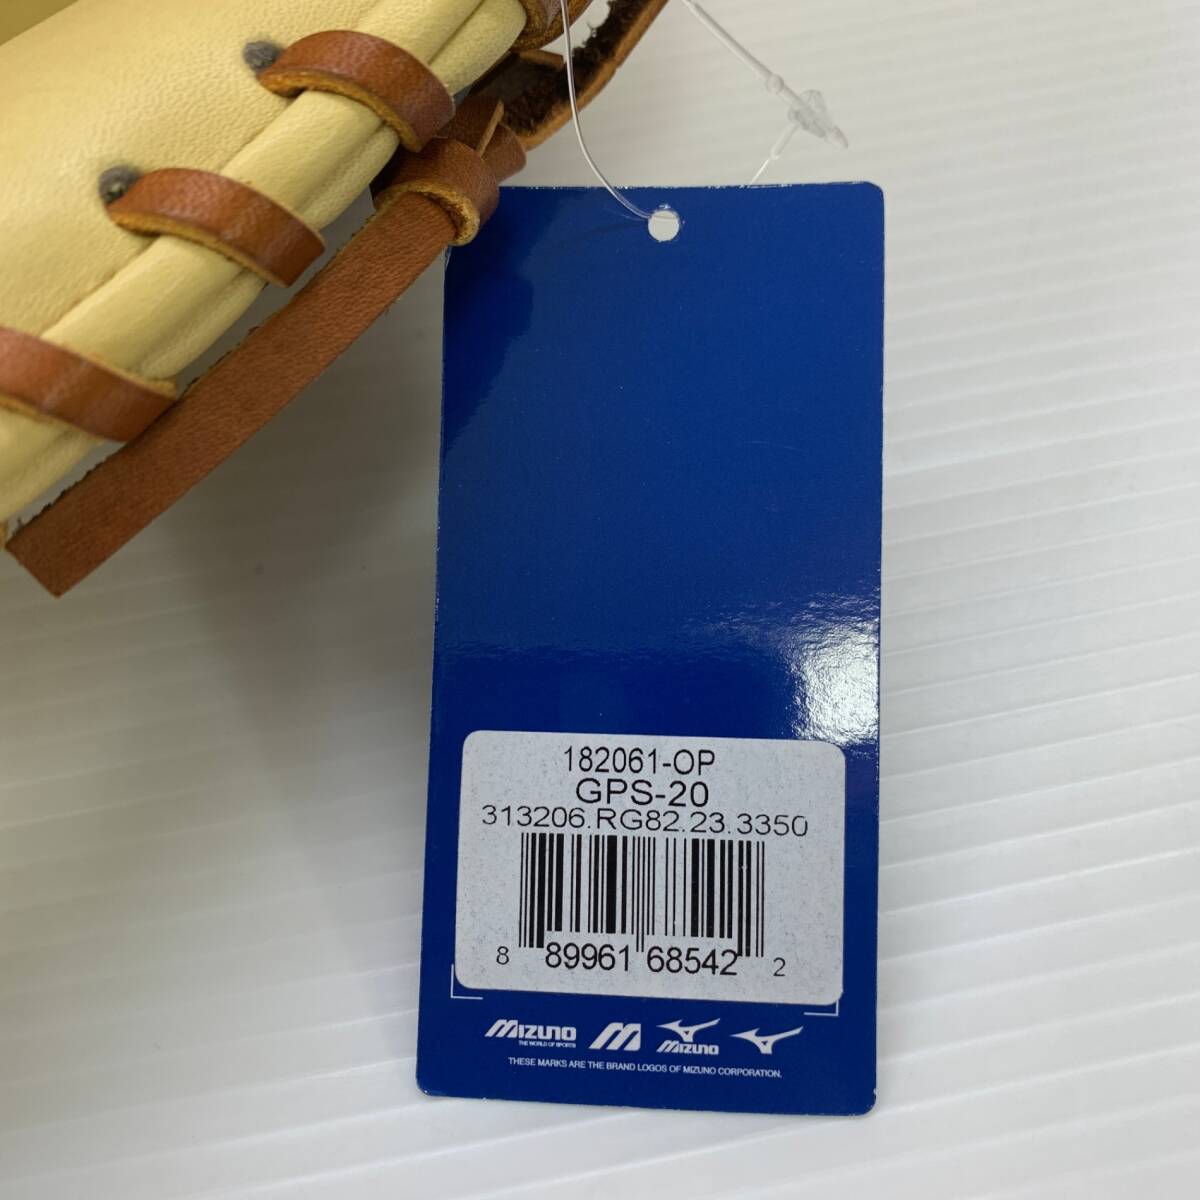 182061-OP
GPS-20
313206.RG82.23.3350
8 89961 68542 2
MIZUNO M MIZUNO
THE WORLD OF SPORTS
THESE MARKS ARE THE BRAND LOGOS OF MIZUNO CORPORATION.